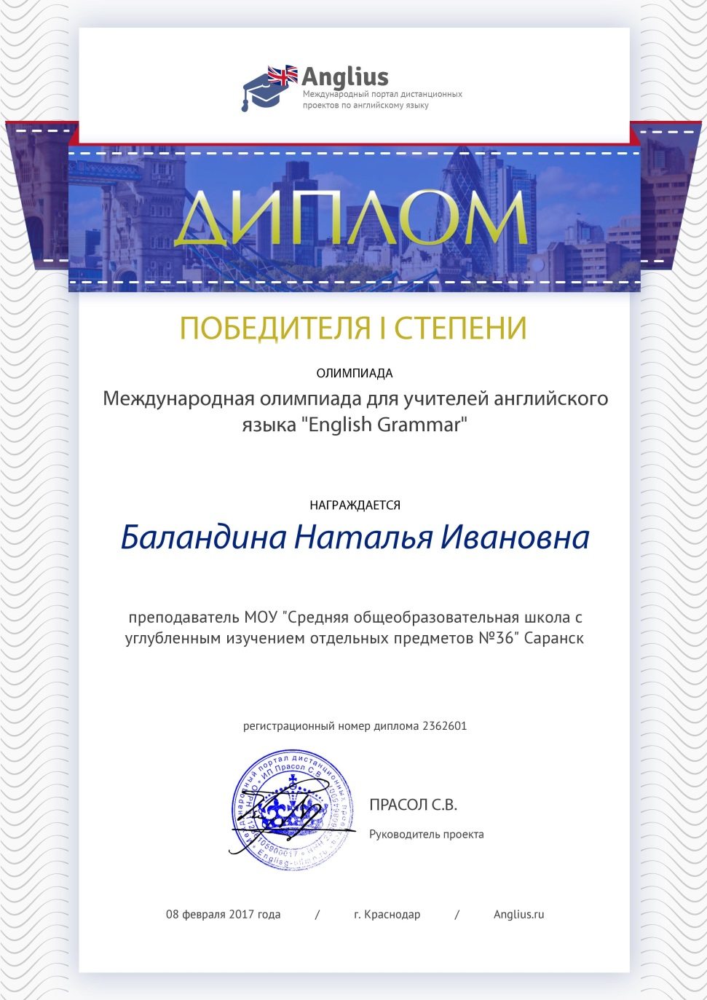 Anglius
Международный портал дистанционных
проектов по английскому языку
ДИПЛОМ
ПОБЕДИТЕЛЯ I СТЕПЕНИ
ОЛИМПИАДА
Международная олимпиада для учителей английского
языка "English Grammar"
НАГРАЖДАЕТСЯ
Баландина Наталья Ивановна
преподаватель МОУ "Средняя общеобразовательная школа с
углубленным изучением отдельных предметов №36" Саранск
регистрационный номер диплома 2362601
Международный портал дистанционных
ИП Прасол С.В.
ПРАСОЛ С.В.
Руководитель проекта
08 февраля 2017 года / г. Краснодар / Anglius.ru